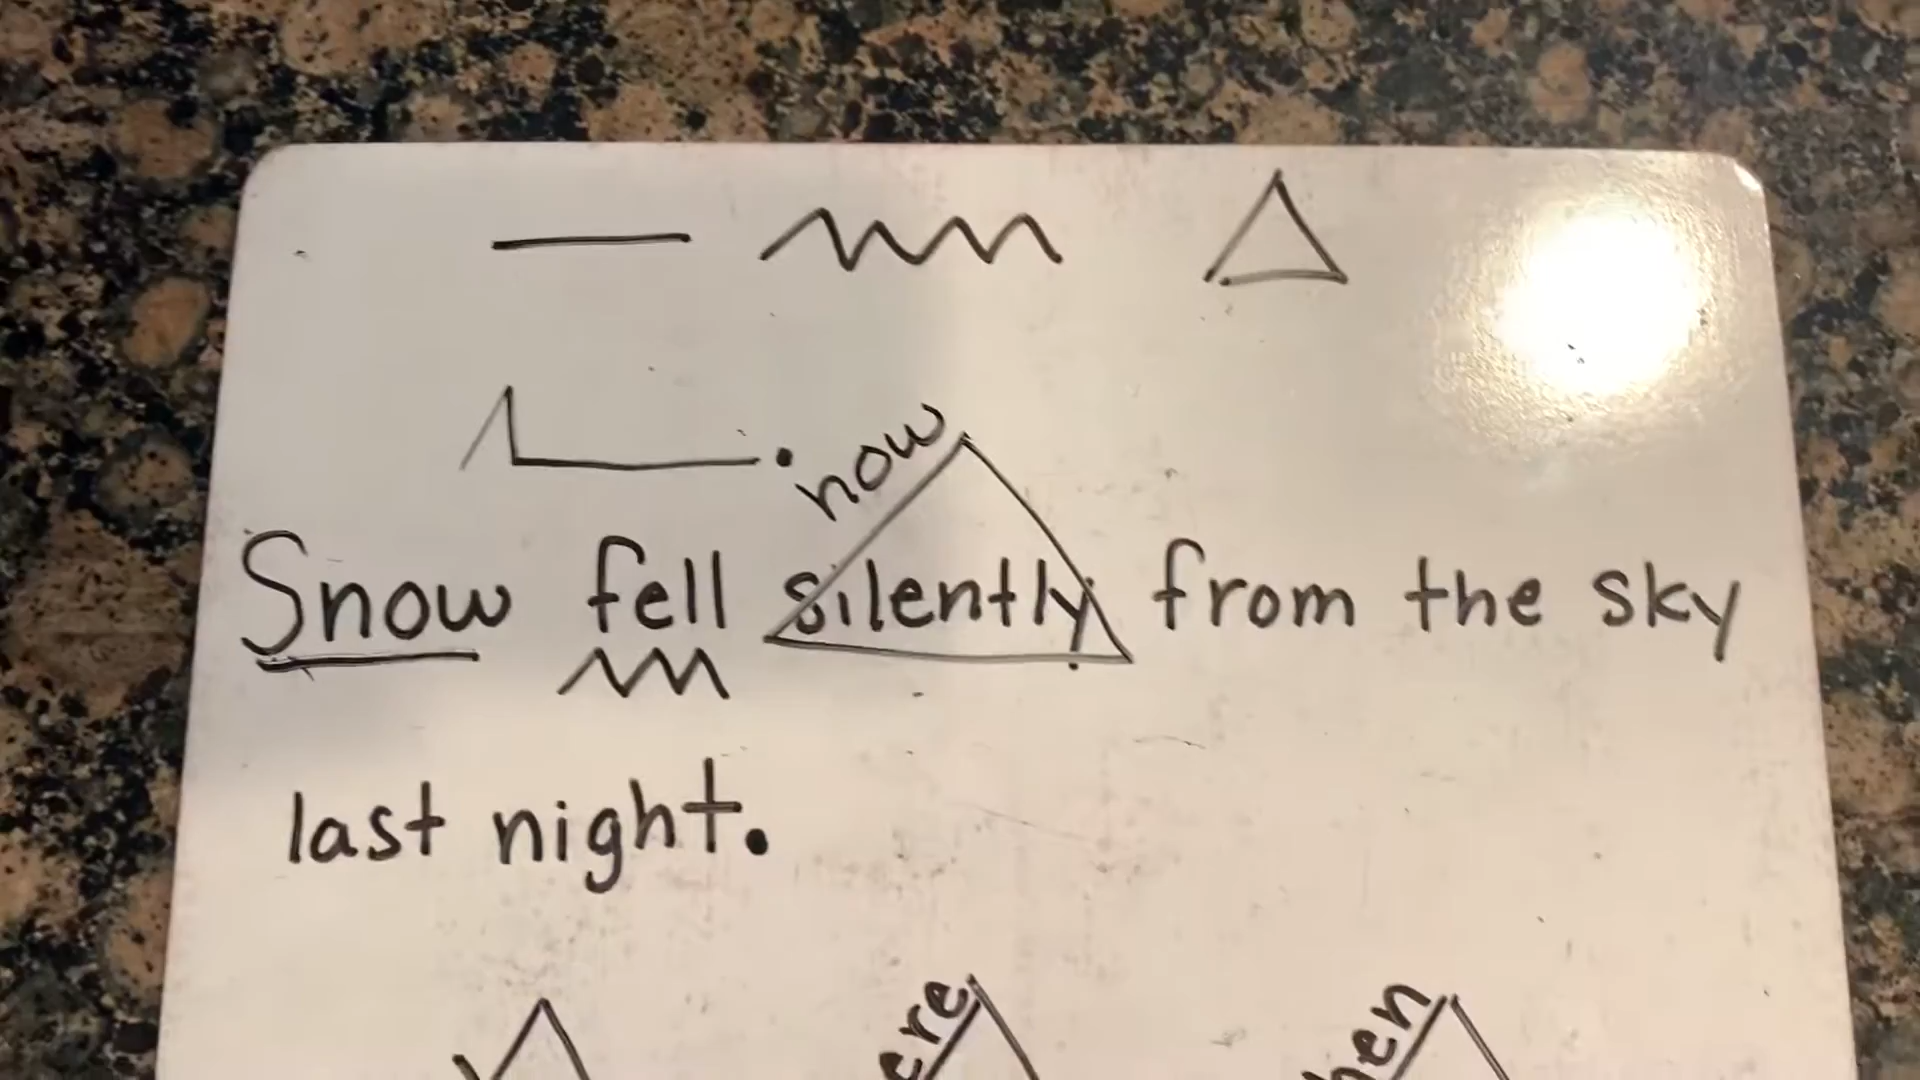 how
Snow fell silently from the sky
last night.